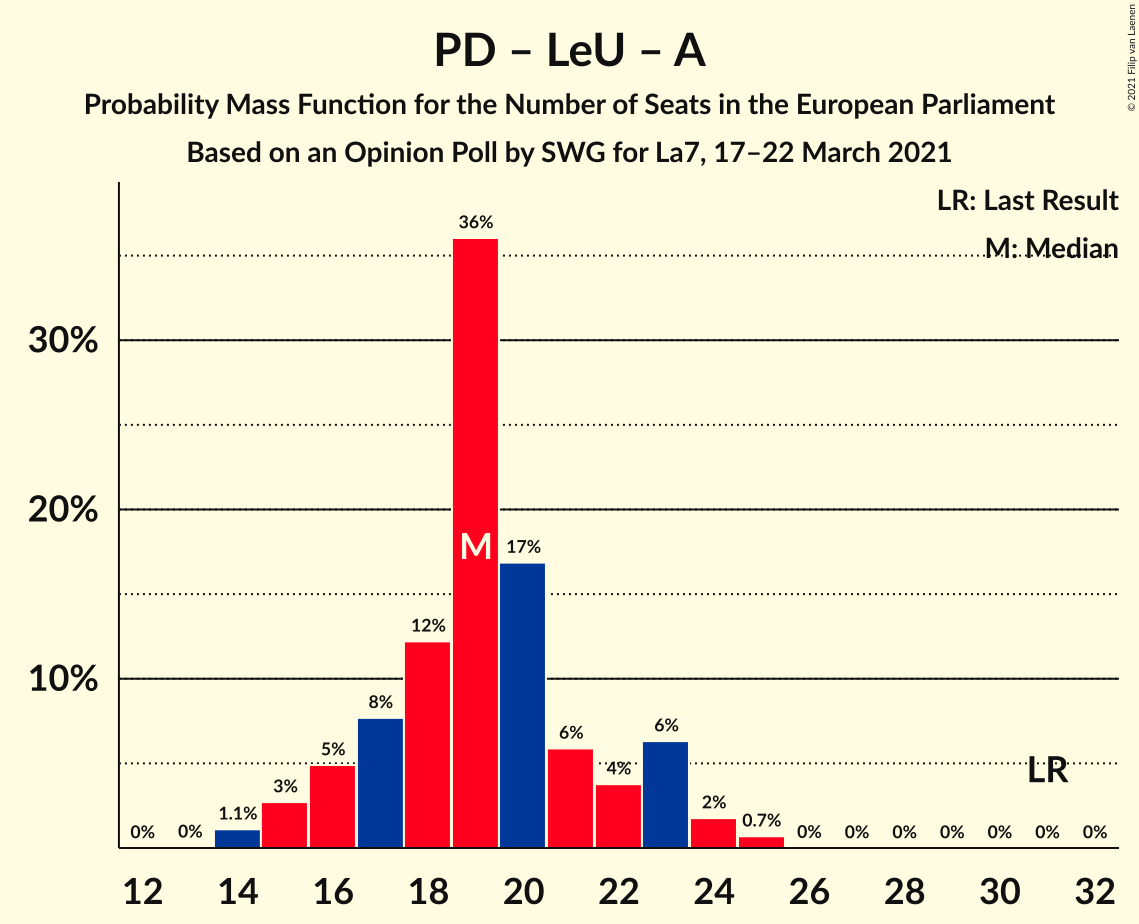 PD – LeU – A
Probability Mass Function for the Number of Seats in the European Parliament
Based on an Opinion Poll by SWG for La7, 17–22 March 2021
© 2021 Filip van Laenen
LR: Last Result
M: Median
30%
20%
10%
0% 0% 1.1% 3% 5% 8% 12% 36% 17% 6% 4% 6% 2% 0.7% 0% 0% 0% 0% 0% 0% 0%
M
LR
12 14 16 18 20 22 24 26 28 30 32